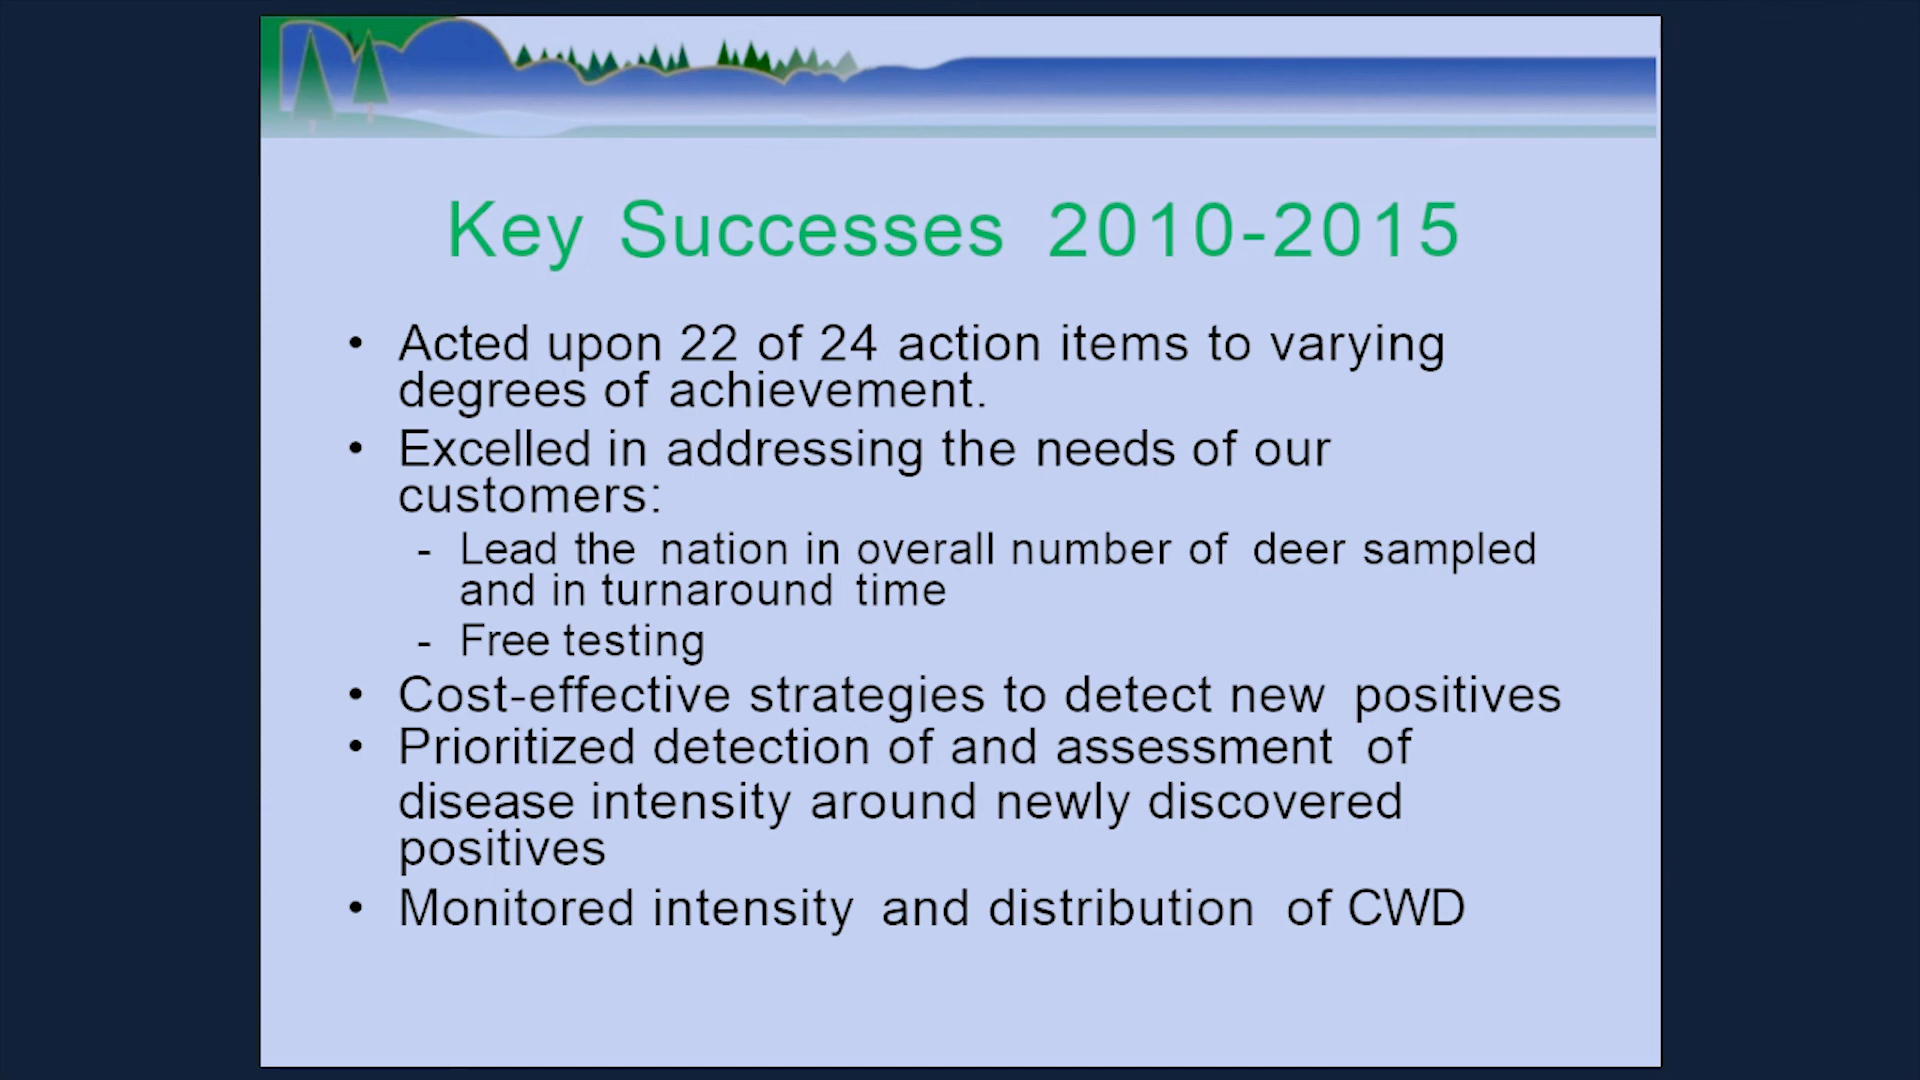 Key Successes 2010-2015
• Acted upon 22 of 24 action items to varying
degrees of achievement.
• Excelled in addressing the needs of our
customers:
- Lead the nation in overall number of deer sampled
and in turnaround time
- Free testing
• Cost-effective strategies to detect new positives
• Prioritized detection of and assessment of
disease intensity around newly discovered
positives
• Monitored intensity and distribution of CWD